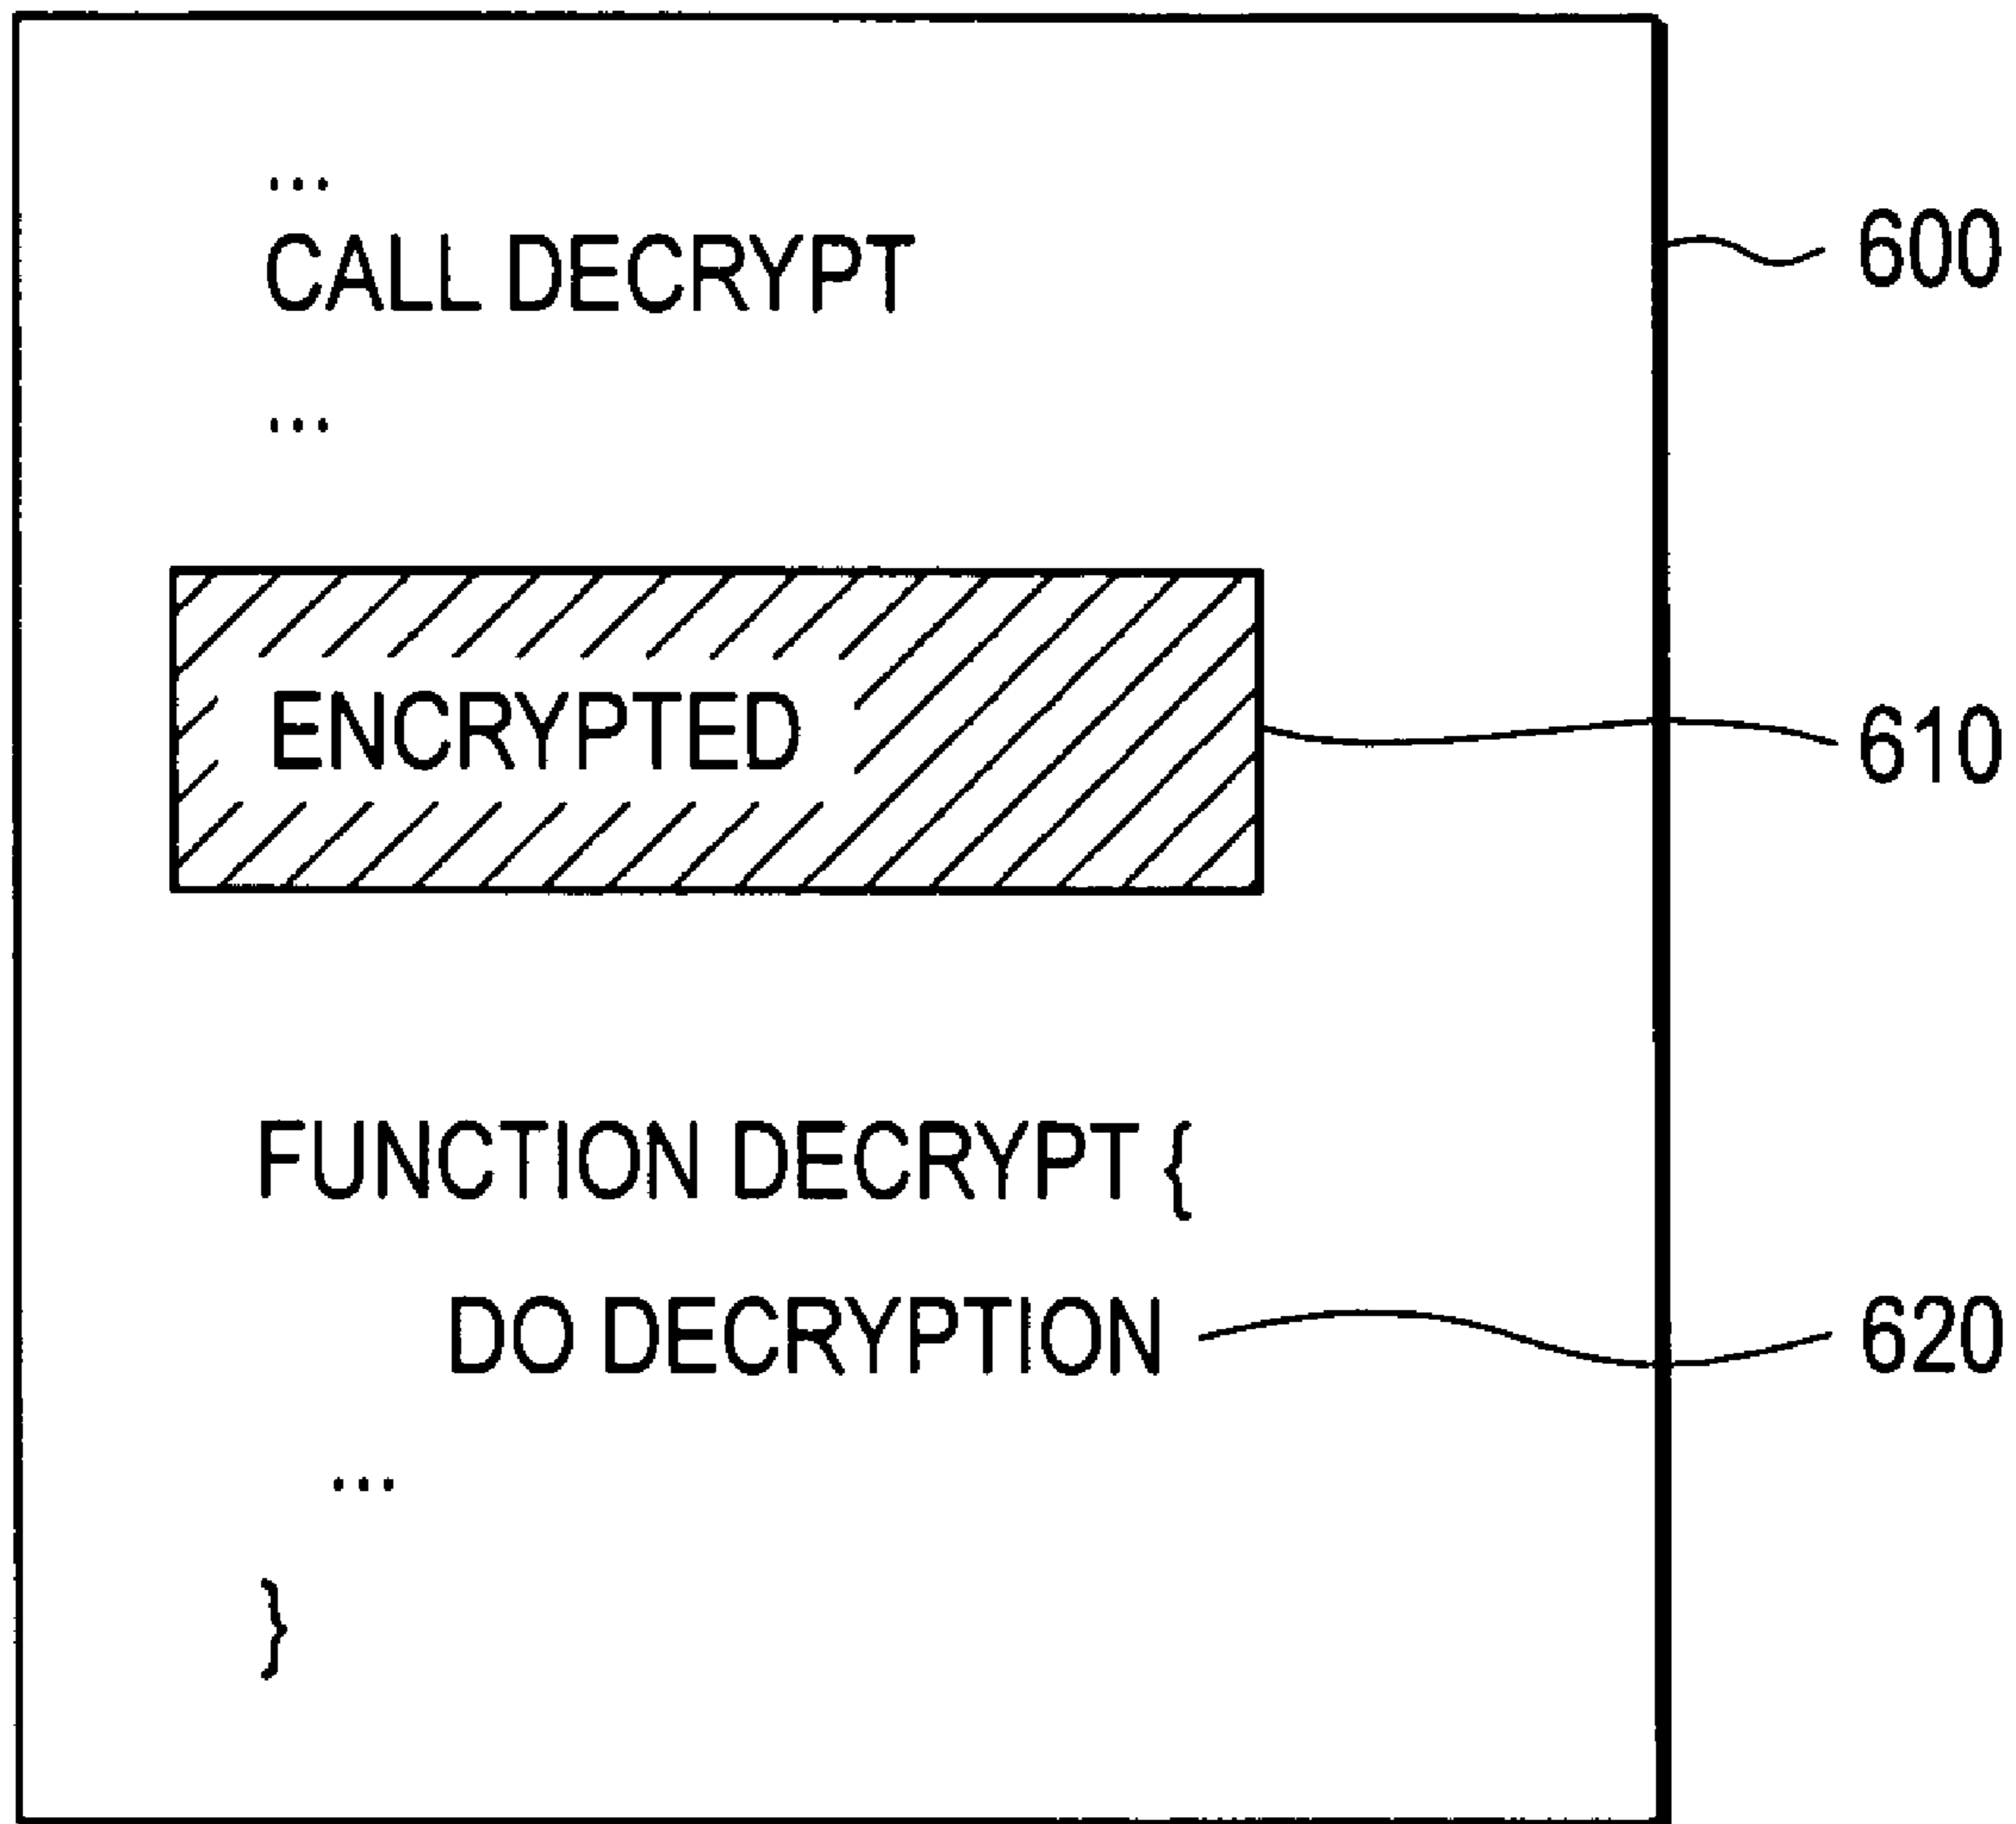 ...
CALL DECRYPT
600
...
ENCRYPTED
610
FUNCTION DECRYPT {
DO DECRYPTION
620
...
}